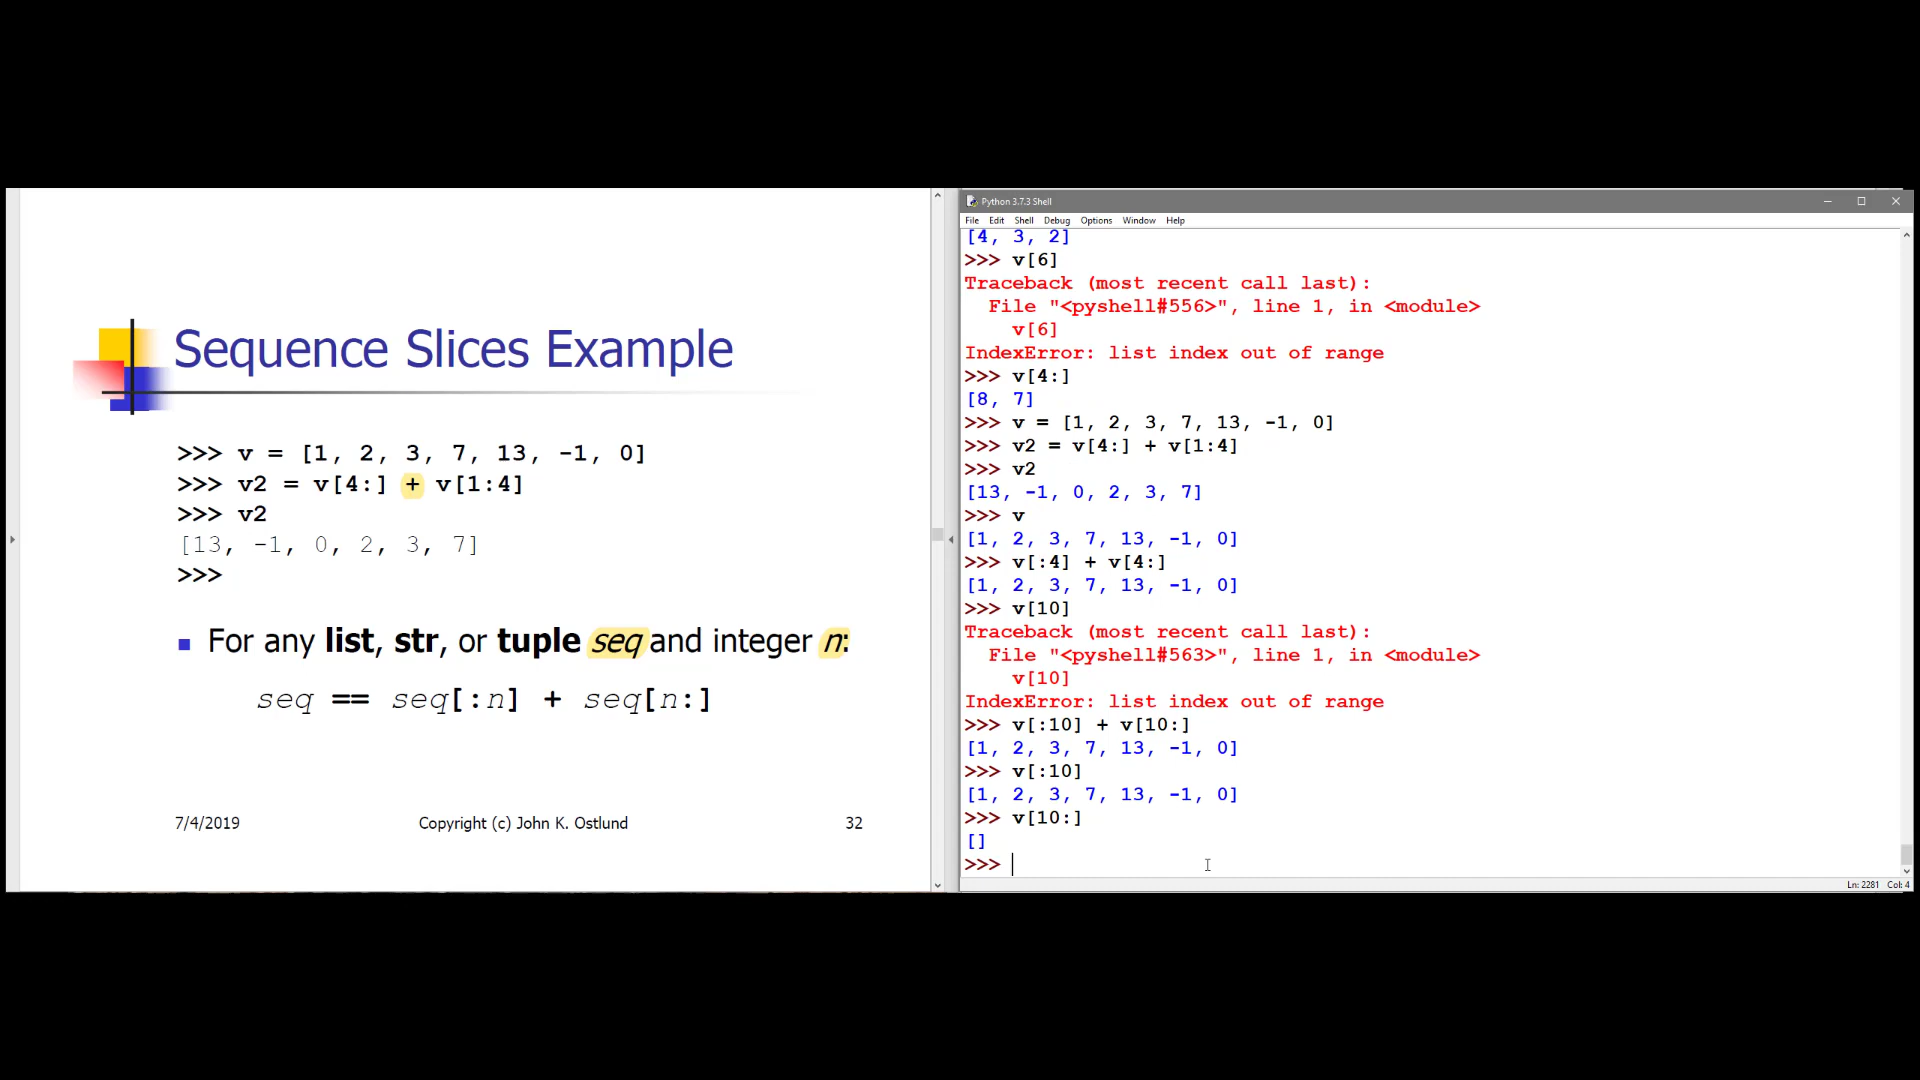 Sequence Slices Example
>>> v = [1, 2, 3, 7, 13, -1, 0]
>>> v2 = v[4:] + v[1:4]
>>> v2
[13, -1, 0, 2, 3, 7]
>>>
For any list, str, or tuple seq and integer n:
seq == seq[:n] + seq[n:]
7/4/2019 Copyright (c) John K. Ostlund 32
Python 3.7.3 Shell
File Edit Shell Debug Options Window Help
[4, 3, 2]
>>> v[6]
Traceback (most recent call last):
  File "<pyshell#556>", line 1, in <module>
    v[6]
IndexError: list index out of range
>>> v[4:]
[8, 7]
>>> v = [1, 2, 3, 7, 13, -1, 0]
>>> v2 = v[4:] + v[1:4]
>>> v2
[13, -1, 0, 2, 3, 7]
>>> v
[1, 2, 3, 7, 13, -1, 0]
>>> v[:4] + v[4:]
[1, 2, 3, 7, 13, -1, 0]
>>> v[10]
Traceback (most recent call last):
  File "<pyshell#563>", line 1, in <module>
    v[10]
IndexError: list index out of range
>>> v[:10] + v[10:]
[1, 2, 3, 7, 13, -1, 0]
>>> v[:10]
[1, 2, 3, 7, 13, -1, 0]
>>> v[10:]
[]
>>>
Ln: 2281 Col: 4